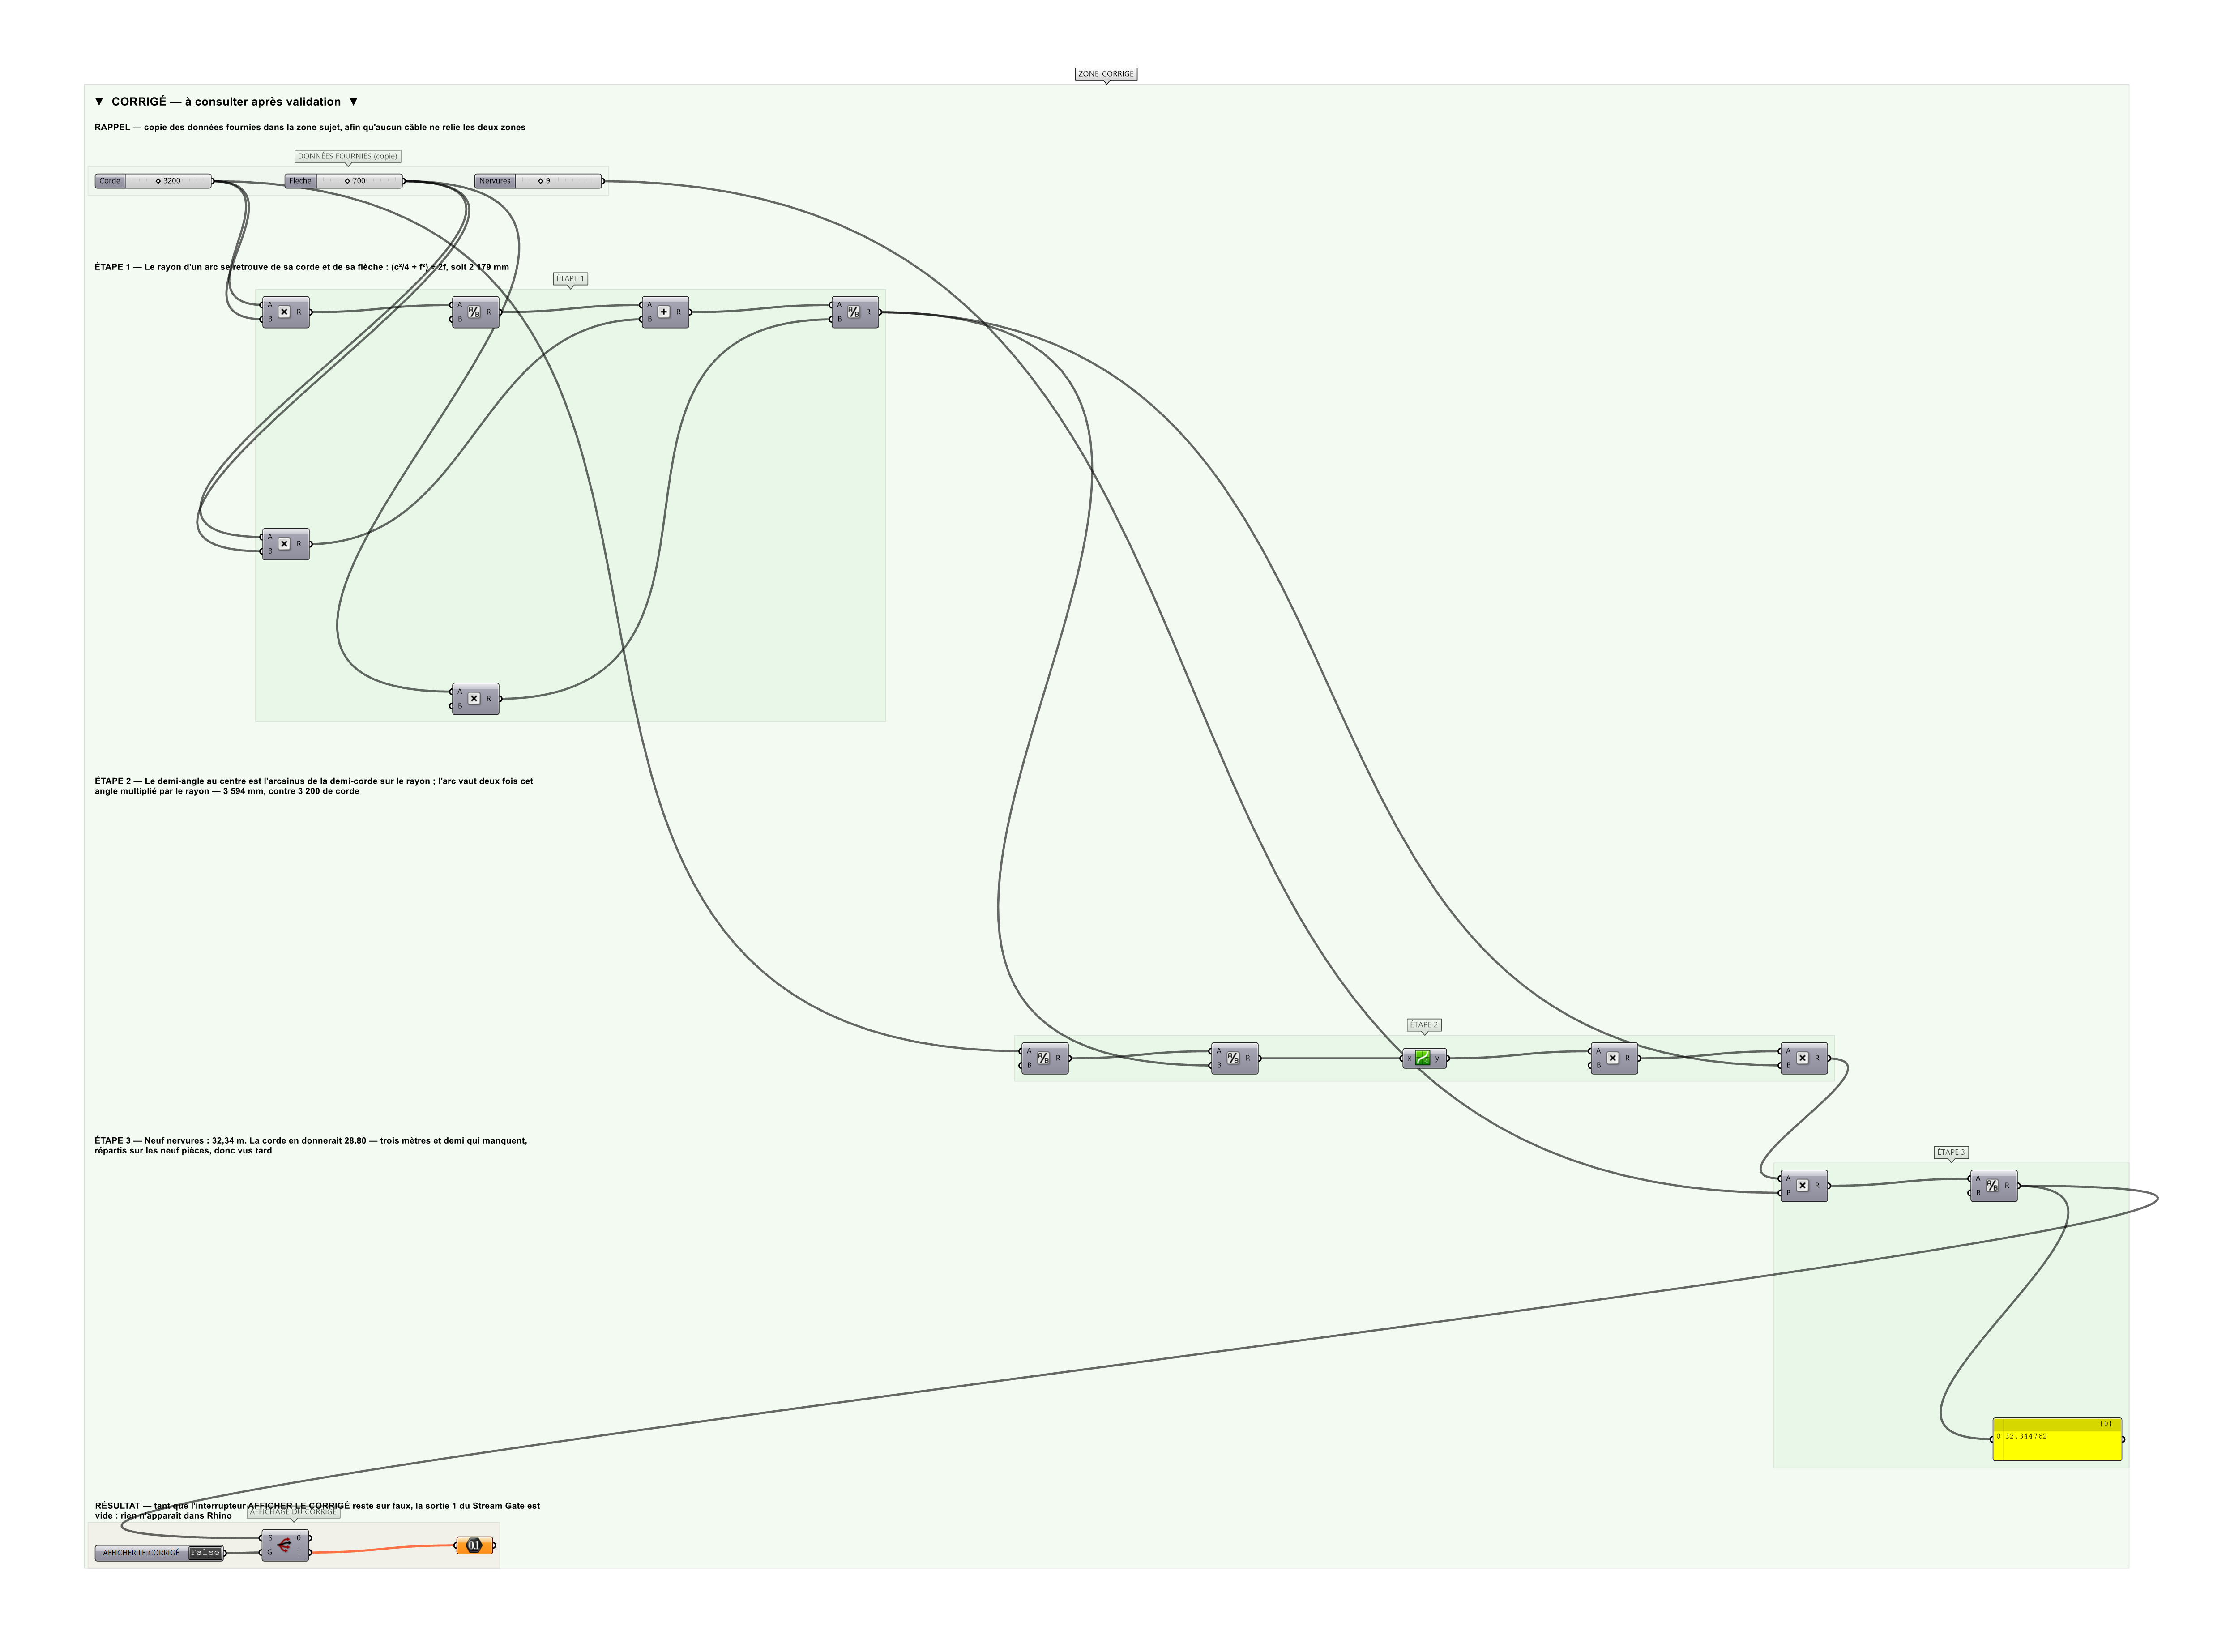 ZONE_CORRIGE
▼ CORRIGÉ — à consulter après validation ▼
RAPPEL — copie des données fournies dans la zone sujet, afin qu'aucun câble ne relie les deux zones
DONNÉES FOURNIES (copie)
Corde 3200
Fleche 700
Nervures 9
ÉTAPE 1 — Le rayon d'un arc se retrouve de sa corde et de sa flèche : (c²/4 + f²) ÷ 2f, soit 2 179 mm
ÉTAPE 1
A B R
A B A/B R
A B R
A B A/B R
A B R
A B R
ÉTAPE 2 — Le demi-angle au centre est l'arcsinus de la demi-corde sur le rayon ; l'arc vaut deux fois cet
angle multiplié par le rayon — 3 594 mm, contre 3 200 de corde
ÉTAPE 2
A B A/B R
A B A/B R
x y
A B R
A B R
ÉTAPE 3 — Neuf nervures : 32,34 m. La corde en donnerait 28,80 — trois mètres et demi qui manquent,
répartis sur les neuf pièces, donc vus tard
ÉTAPE 3
A B R
A B A/B R
{0}
0 32.344762
RÉSULTAT — tant que l'interrupteur AFFICHER LE CORRIGÉ reste sur faux, la sortie 1 du Stream Gate est
vide : rien n'apparaît dans Rhino
AFFICHAGE DU CORRIGÉ
AFFICHER LE CORRIGÉ False
S 0
G 1
0.1